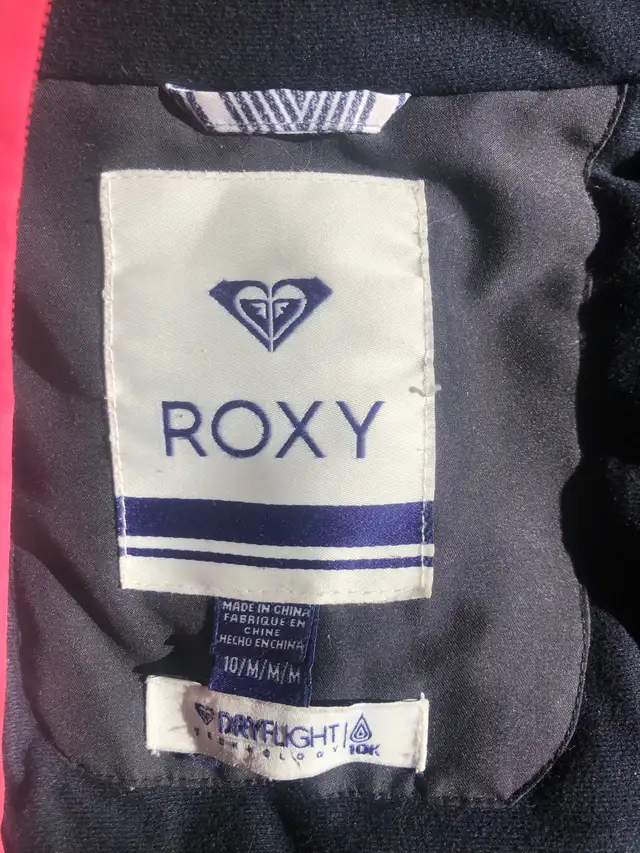 ROXY
MADE IN CHINA
FABRIQUE EN
CHINE
HECHO EN CHINA
10/M/M/M
DRYFLIGHT
TECHNOLOGY
10K